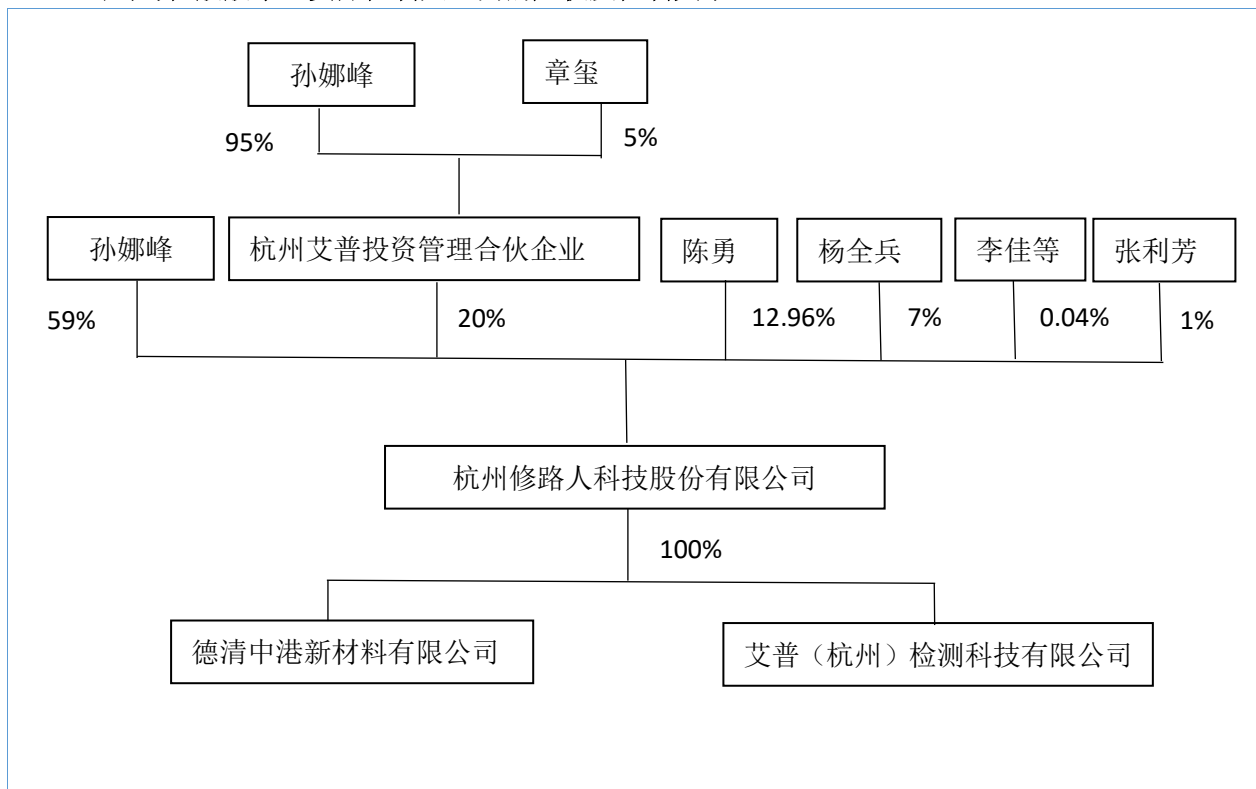 孙娜峰
章玺
95%
5%
孙娜峰
杭州艾普投资管理合伙企业
陈勇
杨全兵
李佳等
张利芳
59%
20%
12.96%
7%
0.04%
1%
杭州修路人科技股份有限公司
100%
德清中港新材料有限公司
艾普（杭州）检测科技有限公司